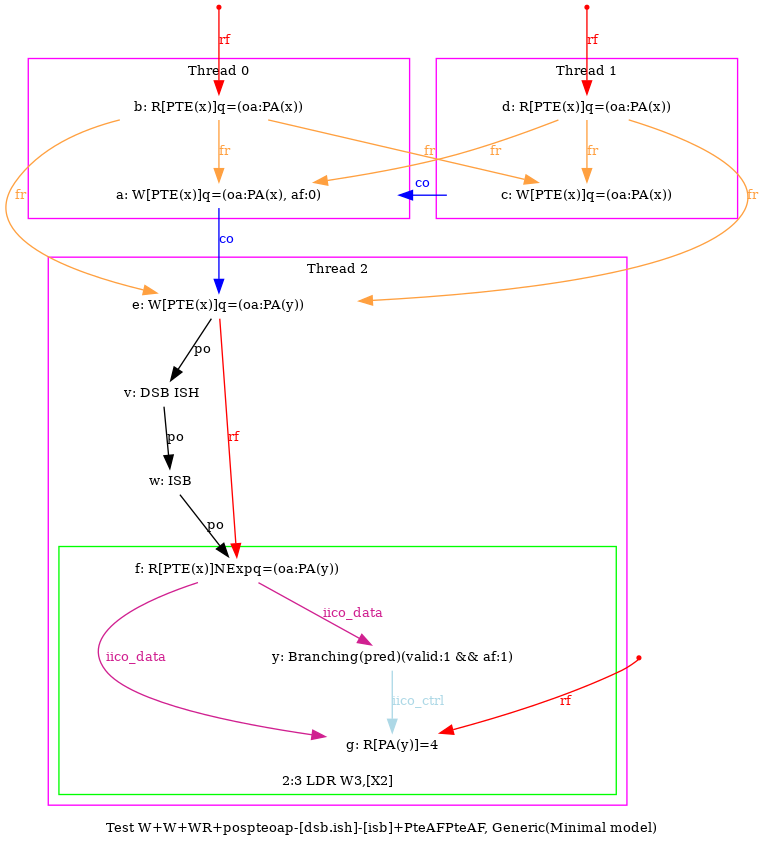 rf
rf
Thread 0
Thread 1
b: R[PTE(x)]q=(oa:PA(x))
d: R[PTE(x)]q=(oa:PA(x))
fr
fr
fr
fr
fr
fr
co
a: W[PTE(x)]q=(oa:PA(x), af:0)
c: W[PTE(x)]q=(oa:PA(x))
co
Thread 2
e: W[PTE(x)]q=(oa:PA(y))
po
v: DSB ISH
po
rf
w: ISB
po
f: R[PTE(x)]NExpq=(oa:PA(y))
iico_data
iico_data
y: Branching(pred)(valid:1 && af:1)
iico_ctrl
rf
g: R[PA(y)]=4
2:3 LDR W3,[X2]
Test W+W+WR+pospteoap-[dsb.ish]-[isb]+PteAFPteAF, Generic(Minimal model)